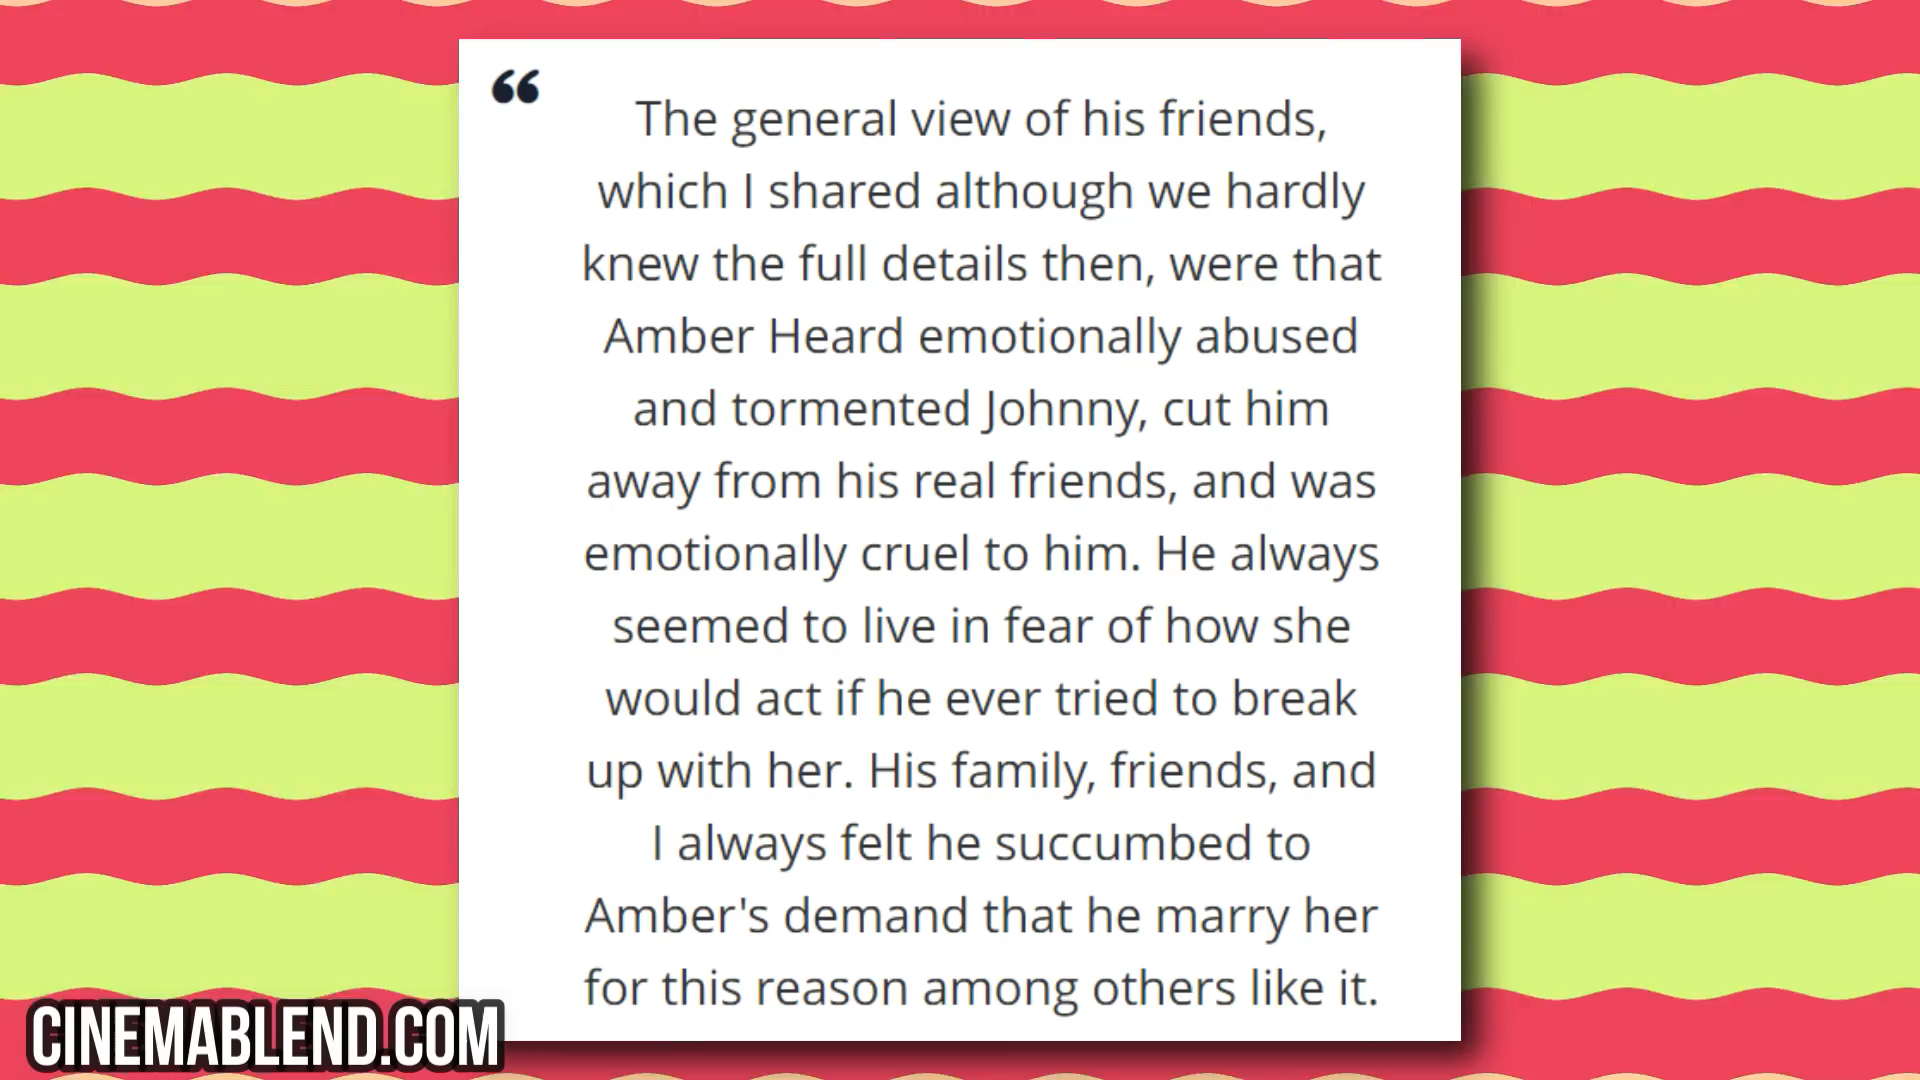 “
The general view of his friends,
which I shared although we hardly
knew the full details then, were that
Amber Heard emotionally abused
and tormented Johnny, cut him
away from his real friends, and was
emotionally cruel to him. He always
seemed to live in fear of how she
would act if he ever tried to break
up with her. His family, friends, and
I always felt he succumbed to
Amber's demand that he marry her
for this reason among others like it.
CINEMABLEND.COM